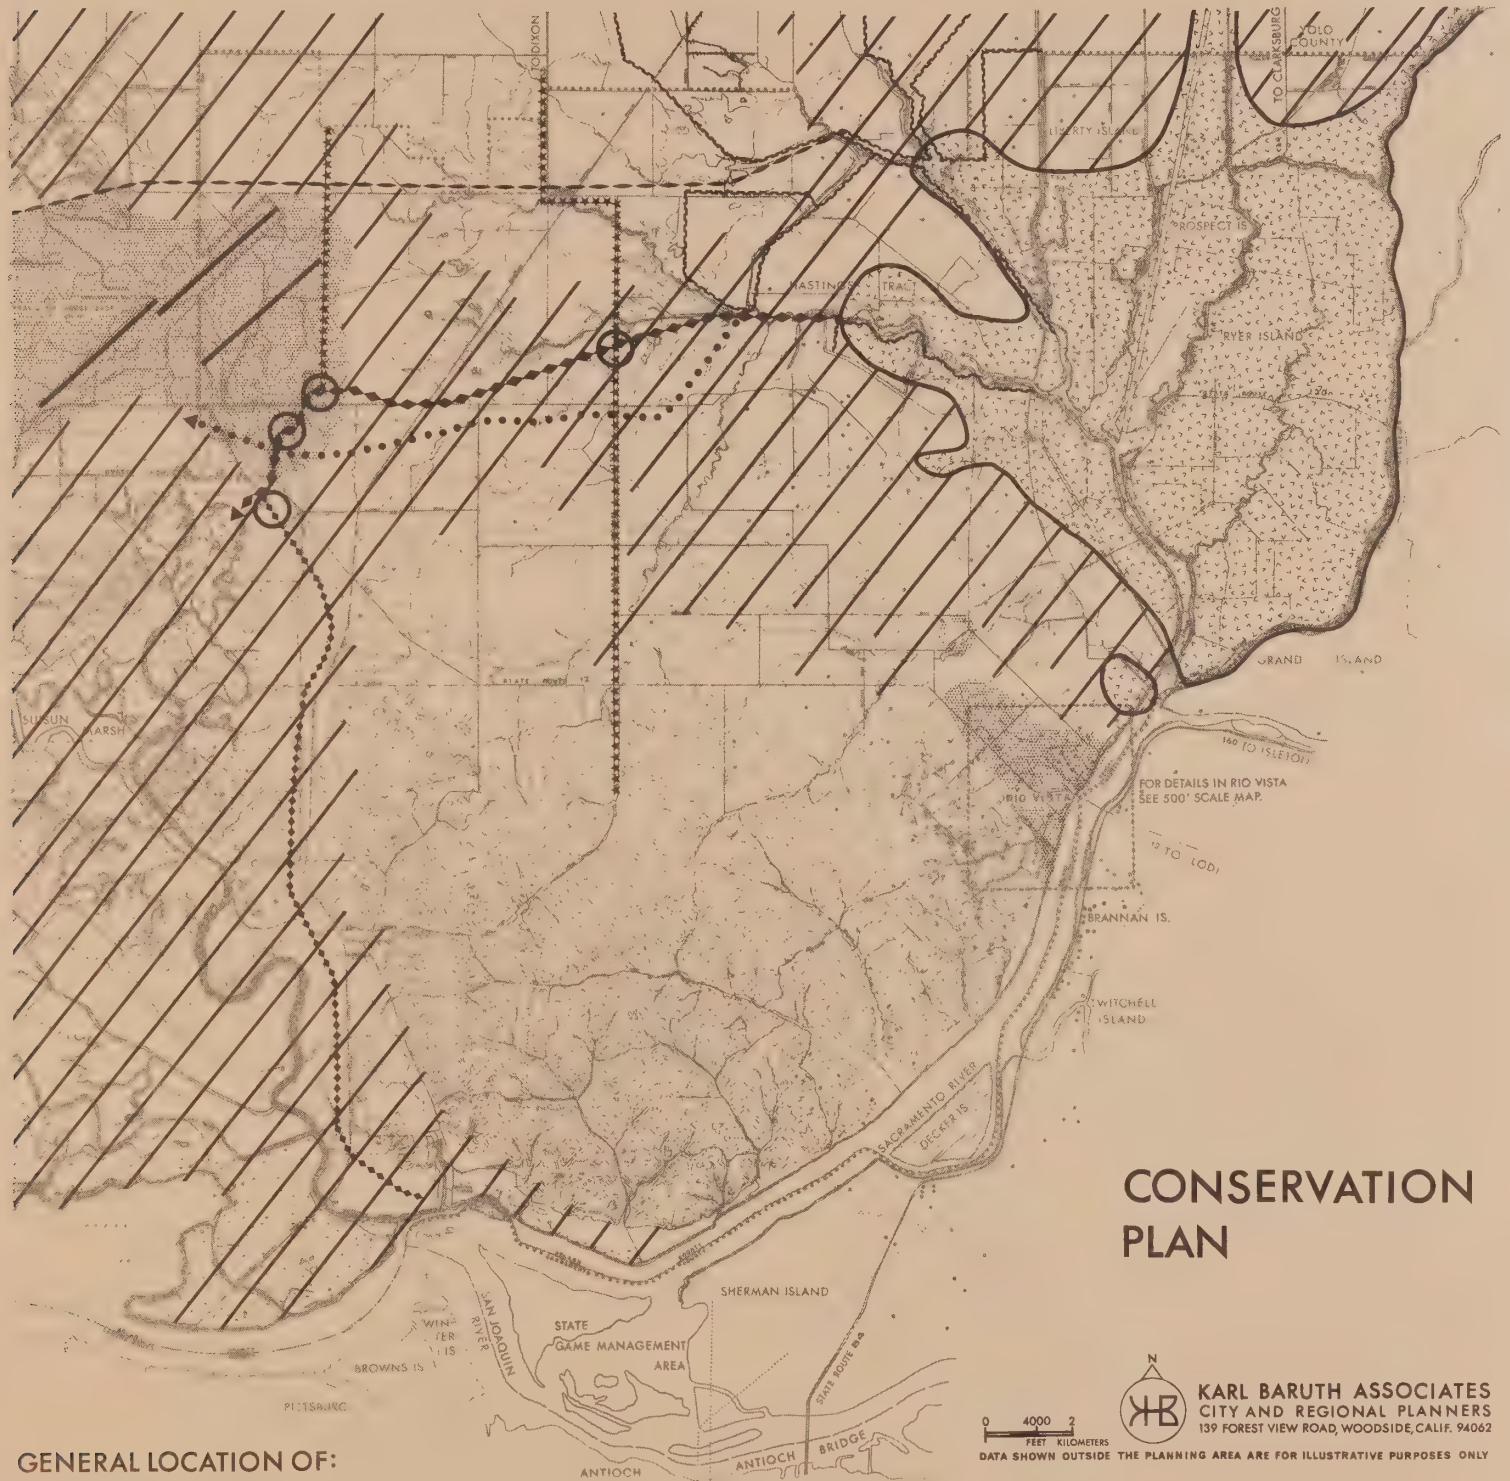 TO DIXON
TO CLARKSBURG
YOLO
COUNTY
LIBERTY ISLAND
PROSPECT IS
HASTINGS TRACT
RYER ISLAND
GRAND ISLAND
STATE ROUTE 12
SUISUN
MARSH
160 TO ISLETON
FOR DETAILS IN RIO VISTA
SEE 500' SCALE MAP.
RIO VISTA
12 TO LODI
BRANNAN IS.
WITCHELL
ISLAND
SACRAMENTO RIVER
DECKER IS
CONSERVATION
PLAN
SHERMAN ISLAND
SAN JOAQUIN
RIVER
WIN-
TER
IS
STATE
GAME MANAGEMENT
AREA
BROWNS IS
PITTSBURG
STATE ROUTE 84
N
KARL BARUTH ASSOCIATES
CITY AND REGIONAL PLANNERS
139 FOREST VIEW ROAD, WOODSIDE, CALIF. 94062
0 4000 2
FEET KILOMETERS
DATA SHOWN OUTSIDE THE PLANNING AREA ARE FOR ILLUSTRATIVE PURPOSES ONLY
GENERAL LOCATION OF:
ANTIOCH BRIDGE
ANTIOCH